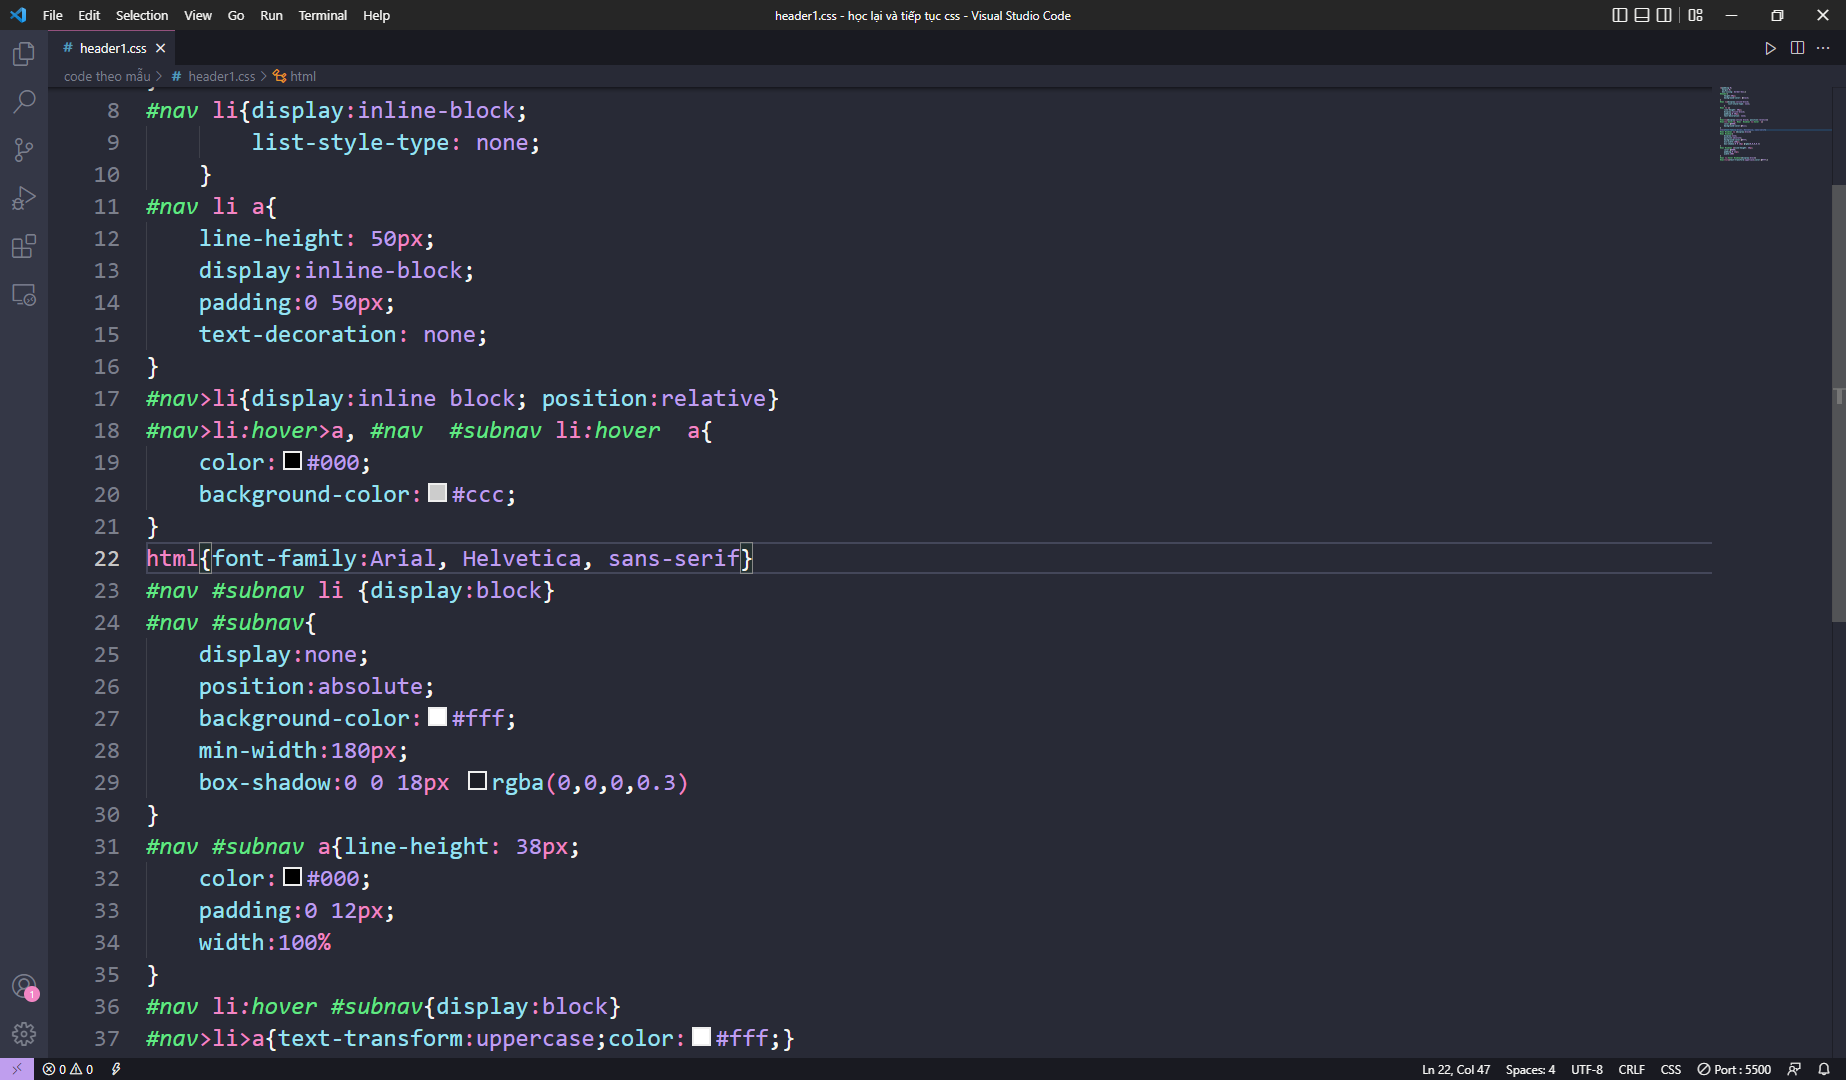 File Edit Selection View Go Run Terminal Help
header1.css - học lại và tiếp tục css - Visual Studio Code
# header1.css
code theo mẫu > # header1.css > html
8 #nav li{display:inline-block;
9 list-style-type: none;
10 }
11 #nav li a{
12 line-height: 50px;
13 display:inline-block;
14 padding:0 50px;
15 text-decoration: none;
16 }
17 #nav>li{display:inline block; position:relative}
18 #nav>li:hover>a, #nav  #subnav li:hover  a{
19 color:#000;
20 background-color:#ccc;
21 }
22 html{font-family:Arial, Helvetica, sans-serif}
23 #nav #subnav li {display:block}
24 #nav #subnav{
25 display:none;
26 position:absolute;
27 background-color:#fff;
28 min-width:180px;
29 box-shadow:0 0 18px rgba(0,0,0,0.3)
30 }
31 #nav #subnav a{line-height: 38px;
32 color:#000;
33 padding:0 12px;
34 width:100%
35 }
36 #nav li:hover #subnav{display:block}
37 #nav>li>a{text-transform:uppercase;color:#fff;}
1
0 0 Ln 22, Col 47 Spaces: 4 UTF-8 CRLF CSS Port : 5500